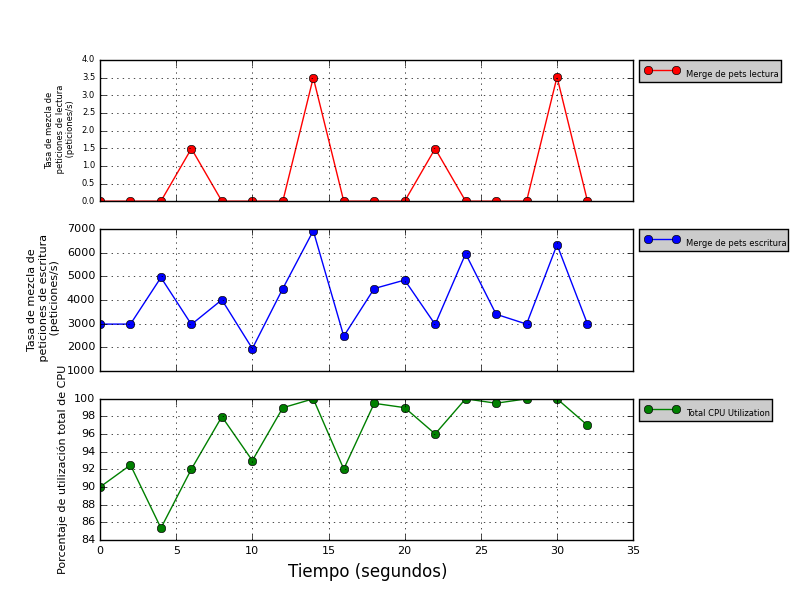 4.0
3.5
3.0
2.5
2.0
1.5
1.0
0.5
0.0
Tasa de mezcla de
peticiones de lectura
(peticiones/s)
Merge de pets lectura
7000
6000
5000
4000
3000
2000
1000
Tasa de mezcla de
peticiones de escritura
(peticiones/s)
Merge de pets escritura
100
98
96
94
92
90
88
86
84
Porcentaje de utilización total de CPU
Total CPU Utilization
0 5 10 15 20 25 30 35
Tiempo (segundos)